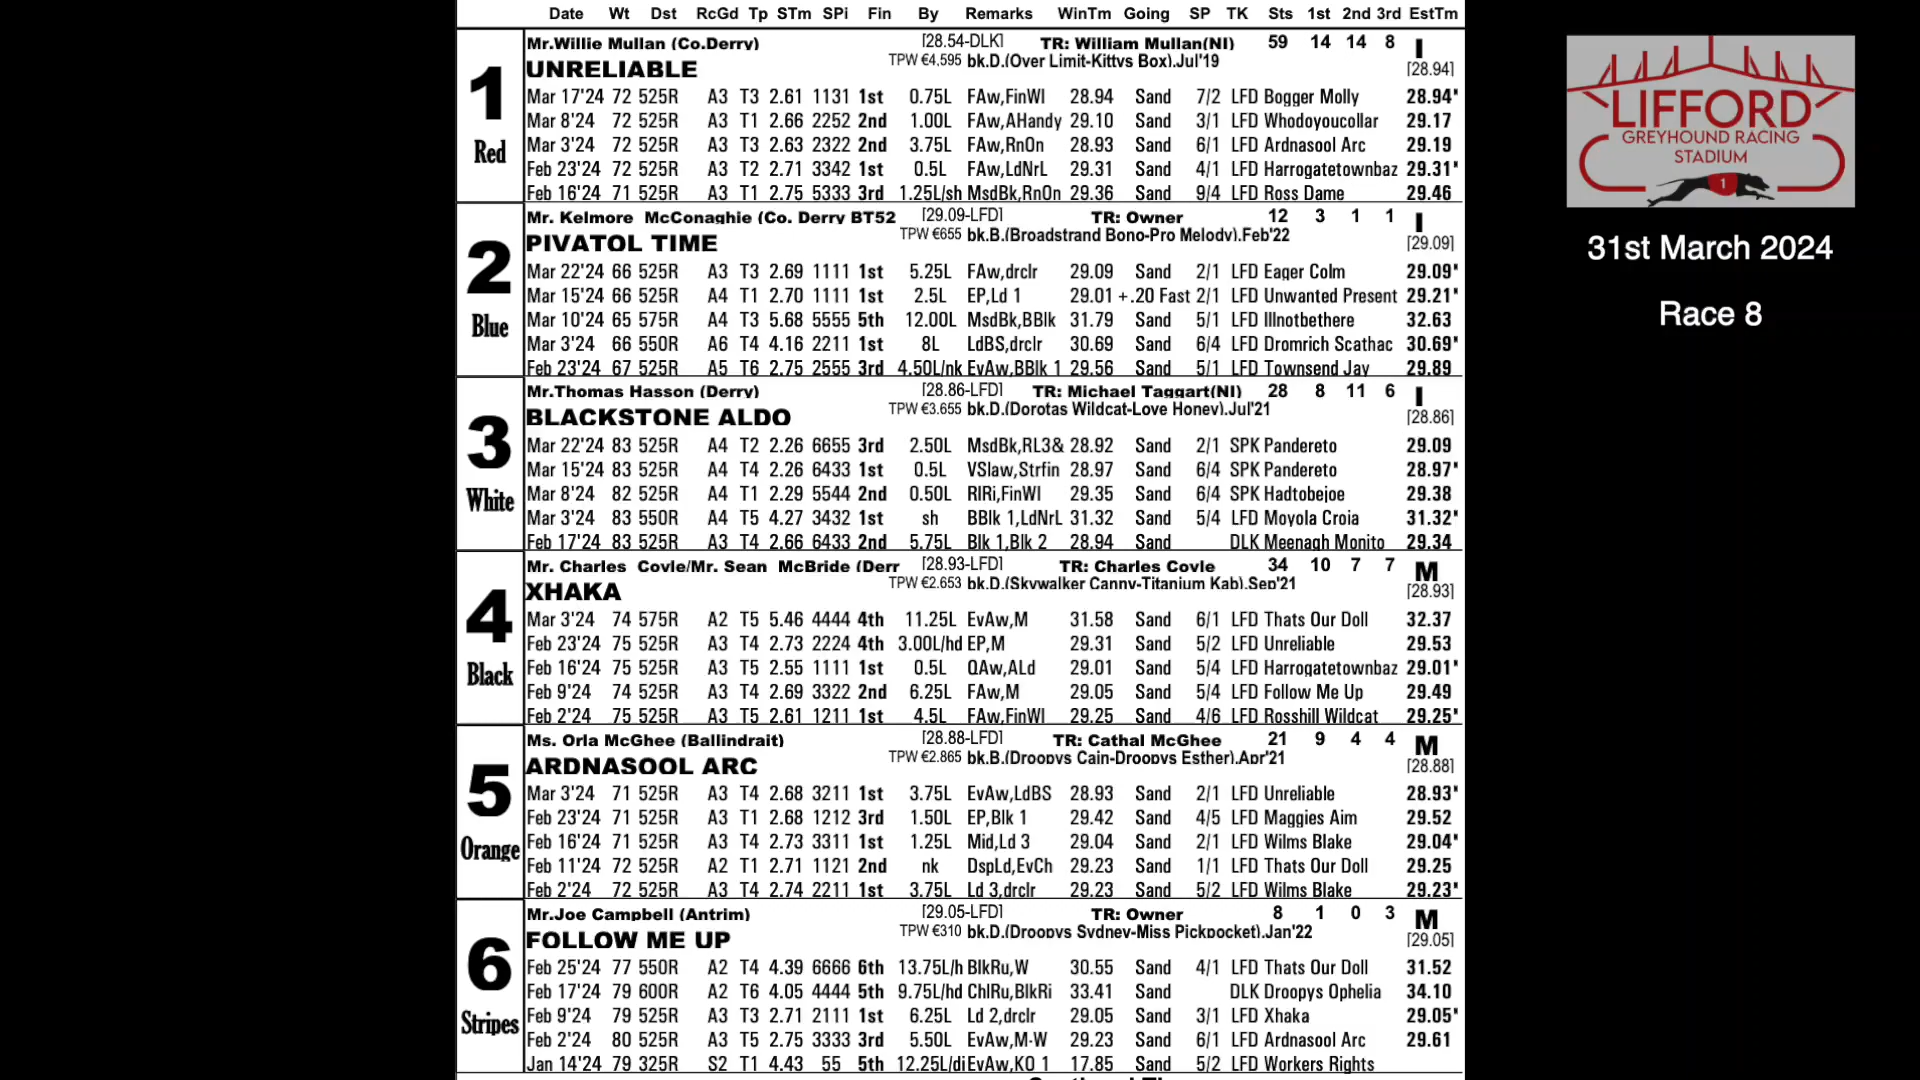 Date Wt Dst RcGd Tp STm SPi Fin By Remarks WinTm Going SP TK Sts 1st 2nd 3rd EstTm
Mr.Willie Mullan (Co.Derry) [28.54-DLK] TR: William Mullan(NI) 59 14 14 8 I
TPW €4,595 bk.D.(Over Limit-Kittys Box).Jul'19
1 UNRELIABLE [28.94]
Mar 17'24 72 525R A3 T3 2.61 1131 1st 0.75L FAw,FinWl 28.94 Sand 7/2 LFD Bogger Molly 28.94*
Mar 8'24 72 525R A3 T1 2.66 2252 2nd 1.00L FAw,AHandy 29.10 Sand 3/1 LFD Whodoyoucollar 29.17
Mar 3'24 72 525R A3 T3 2.63 2322 2nd 3.75L FAw,RnOn 28.93 Sand 6/1 LFD Ardnasool Arc 29.19
Red
Feb 23'24 72 525R A3 T2 2.71 3342 1st 0.5L FAw,LdNrL 29.31 Sand 4/1 LFD Harrogatetownbaz 29.31*
Feb 16'24 71 525R A3 T1 2.75 5333 3rd 1.25L/sh MsdBk,RnOn 29.36 Sand 9/4 LFD Ross Dame 29.46
Mr. Kelmore McConaghie (Co. Derry BT52 [29.09-LFD] TR: Owner 12 3 1 1 I
TPW €655 bk.B.(Broadstrand Bono-Pro Melody).Feb'22
2 PIVATOL TIME [29.09]
Mar 22'24 66 525R A3 T3 2.69 1111 1st 5.25L FAw,drclr 29.09 Sand 2/1 LFD Eager Colm 29.09*
Mar 15'24 66 525R A4 T1 2.70 1111 1st 2.5L EP,Ld 1 29.01 +.20 Fast 2/1 LFD Unwanted Present 29.21*
Mar 10'24 65 575R A4 T3 5.68 5555 5th 12.00L MsdBk,BBlk 31.79 Sand 5/1 LFD Illnotbethere 32.63
Blue
Mar 3'24 66 550R A6 T4 4.16 2211 1st 8L LdBS,drclr 30.69 Sand 6/4 LFD Dromrich Scathac 30.69*
Feb 23'24 67 525R A5 T6 2.75 2555 3rd 4.50L/nk EvAw,BBlk 1 29.56 Sand 5/1 LFD Townsend Jay 29.89
Mr.Thomas Hasson (Derry) [28.86-LFD] TR: Michael Taggart(NI) 28 8 11 6 I
TPW €3.655 bk.D.(Dorotas Wildcat-Love Honey).Jul'21
3 BLACKSTONE ALDO [28.86]
Mar 22'24 83 525R A4 T2 2.26 6655 3rd 2.50L MsdBk,RL3& 28.92 Sand 2/1 SPK Pandereto 29.09
Mar 15'24 83 525R A4 T4 2.26 6433 1st 0.5L VSlaw,Strfin 28.97 Sand 6/4 SPK Pandereto 28.97*
Mar 8'24 82 525R A4 T1 2.29 5544 2nd 0.50L RlRi,FinWl 29.35 Sand 6/4 SPK Hadtobejoe 29.38
White
Mar 3'24 83 550R A4 T5 4.27 3432 1st sh BBlk 1,LdNrL 31.32 Sand 5/4 LFD Moyola Croia 31.32*
Feb 17'24 83 525R A3 T4 2.66 6433 2nd 5.75L Blk 1,Blk 2 28.94 Sand DLK Meenagh Monito 29.34
Mr. Charles Coyle/Mr. Sean McBride (Derr [28.93-LFD] TR: Charles Coyle 34 10 7 7 M
TPW €2.653 bk.D.(Skywalker Canny-Titanium Kab).Sep'21
4 XHAKA [28.93]
Mar 3'24 74 575R A2 T5 5.46 4444 4th 11.25L EvAw,M 31.58 Sand 6/1 LFD Thats Our Doll 32.37
Feb 23'24 75 525R A3 T4 2.73 2224 4th 3.00L/hd EP,M 29.31 Sand 5/2 LFD Unreliable 29.53
Feb 16'24 75 525R A3 T5 2.55 1111 1st 0.5L QAw,ALd 29.01 Sand 5/4 LFD Harrogatetownbaz 29.01*
Black
Feb 9'24 74 525R A3 T4 2.69 3322 2nd 6.25L FAw,M 29.05 Sand 5/4 LFD Follow Me Up 29.49
Feb 2'24 75 525R A3 T5 2.61 1211 1st 4.5L FAw,FinWl 29.25 Sand 4/6 LFD Rosshill Wildcat 29.25*
Ms. Orla McGhee (Ballindrait) [28.88-LFD] TR: Cathal McGhee 21 9 4 4 M
TPW €2.865 bk.B.(Droopys Cain-Droopys Esther).Apr'21
5 ARDNASOOL ARC [28.88]
Mar 3'24 71 525R A3 T4 2.68 3211 1st 3.75L EvAw,LdBS 28.93 Sand 2/1 LFD Unreliable 28.93*
Feb 23'24 71 525R A3 T1 2.68 1212 3rd 1.50L EP,Blk 1 29.42 Sand 4/5 LFD Maggies Aim 29.52
Feb 16'24 71 525R A3 T4 2.73 3311 1st 1.25L Mid,Ld 3 29.04 Sand 2/1 LFD Wilms Blake 29.04*
Orange
Feb 11'24 72 525R A2 T1 2.71 1121 2nd nk DspLd,EvCh 29.23 Sand 1/1 LFD Thats Our Doll 29.25
Feb 2'24 72 525R A3 T4 2.74 2211 1st 3.75L Ld 3,drclr 29.23 Sand 5/2 LFD Wilms Blake 29.23*
Mr.Joe Campbell (Antrim) [29.05-LFD] TR: Owner 8 1 0 3 M
TPW €310 bk.D.(Droopys Sydney-Miss Pickpocket).Jan'22
6 FOLLOW ME UP [29.05]
Feb 25'24 77 550R A2 T4 4.39 6666 6th 13.75L/h BlkRu,W 30.55 Sand 4/1 LFD Thats Our Doll 31.52
Feb 17'24 79 600R A2 T6 4.05 4444 5th 9.75L/hd ChlRu,BlkRi 33.41 Sand DLK Droopys Ophelia 34.10
Feb 9'24 79 525R A3 T3 2.71 2111 1st 6.25L Ld 2,drclr 29.05 Sand 3/1 LFD Xhaka 29.05*
Stripes
Feb 2'24 80 525R A3 T5 2.75 3333 3rd 5.50L EvAw,M-W 29.23 Sand 6/1 LFD Ardnasool Arc 29.61
Jan 14'24 79 325R S2 T1 4.43 55 5th 12.25L/di EvAw,KO 1 17.85 Sand 5/2 LFD Workers Rights
LIFFORD
GREYHOUND RACING
STADIUM
1
31st March 2024
Race 8